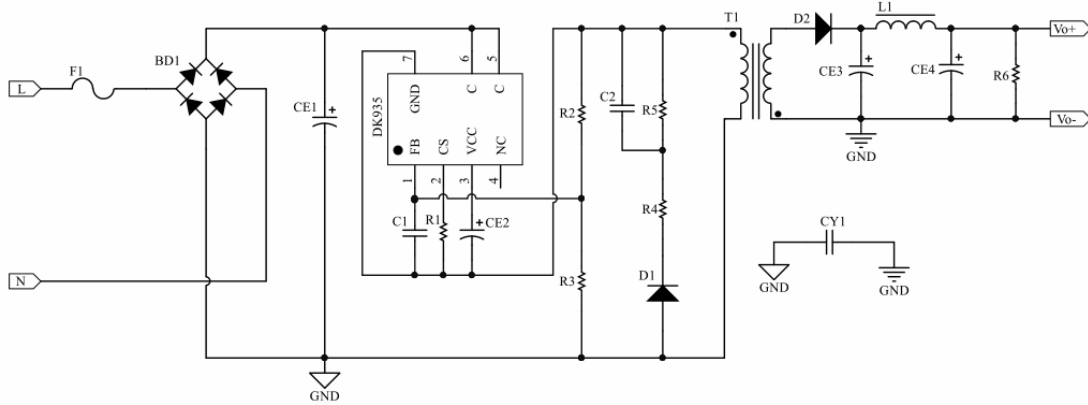 L
F1
BD1
CE1
7
6
5
GND
C
C
DK935
FB
CS
VCC
NC
1
2
3
4
C1
R1
CE2
R2
R3
C2
R5
R4
D1
T1
D2
L1
CE3
CE4
R6
Vo+
Vo-
GND
N
GND
CY1
GND
GND